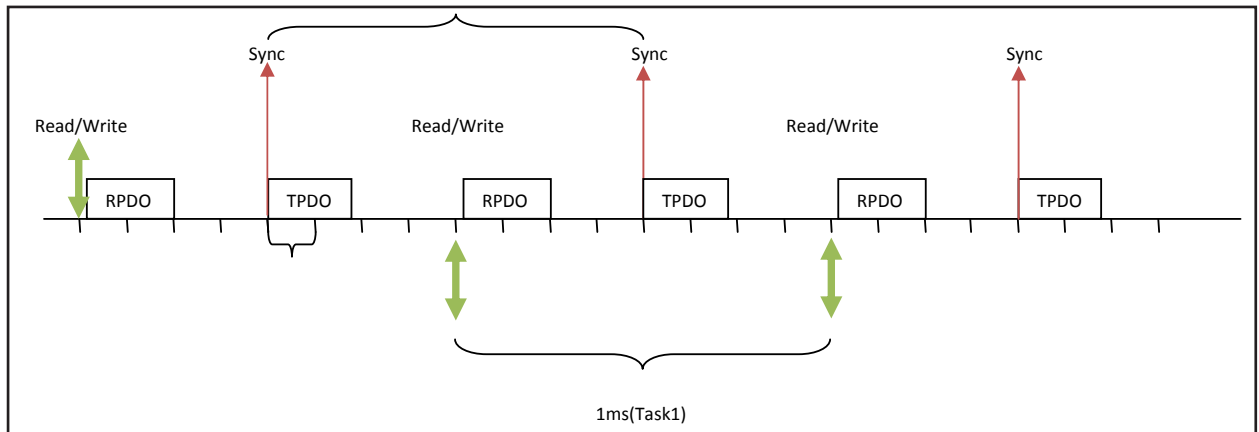 Sync
Sync
Sync
Read/Write
Read/Write
Read/Write
RPDO
TPDO
RPDO
TPDO
RPDO
TPDO
1ms(Task1)